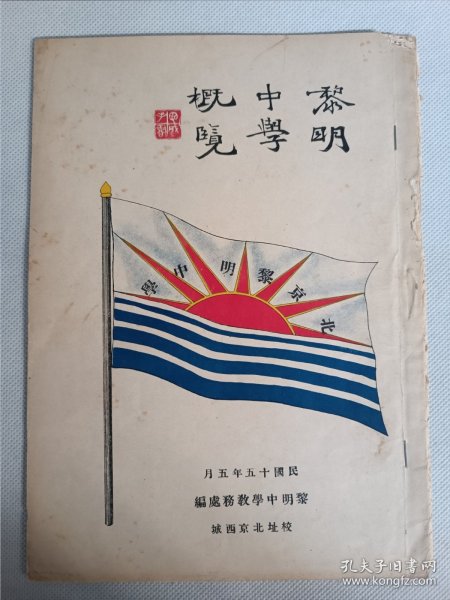 黎明
中學
概覽
北京黎明中學
民國十五年五月
黎明中學教務處編
校址北京西城
孔夫子旧书网
www.kongfz.com